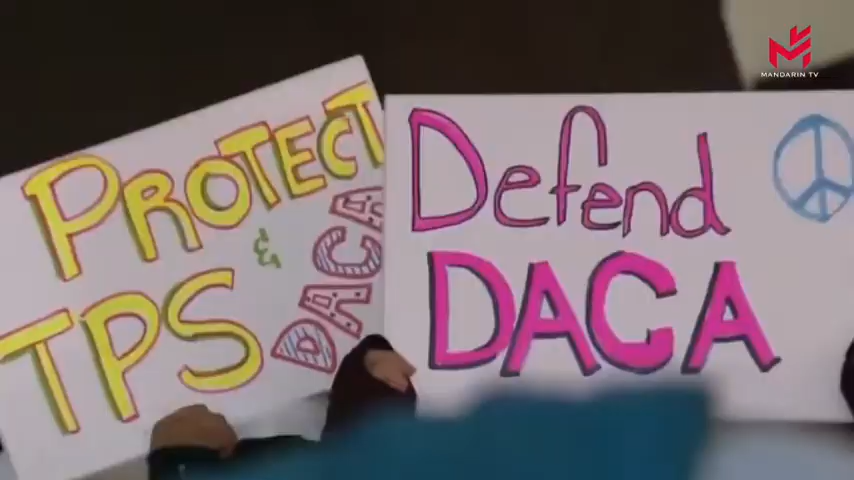 PROTECT
TPS
&
DACA
Defend
DACA
MANDARIN TV